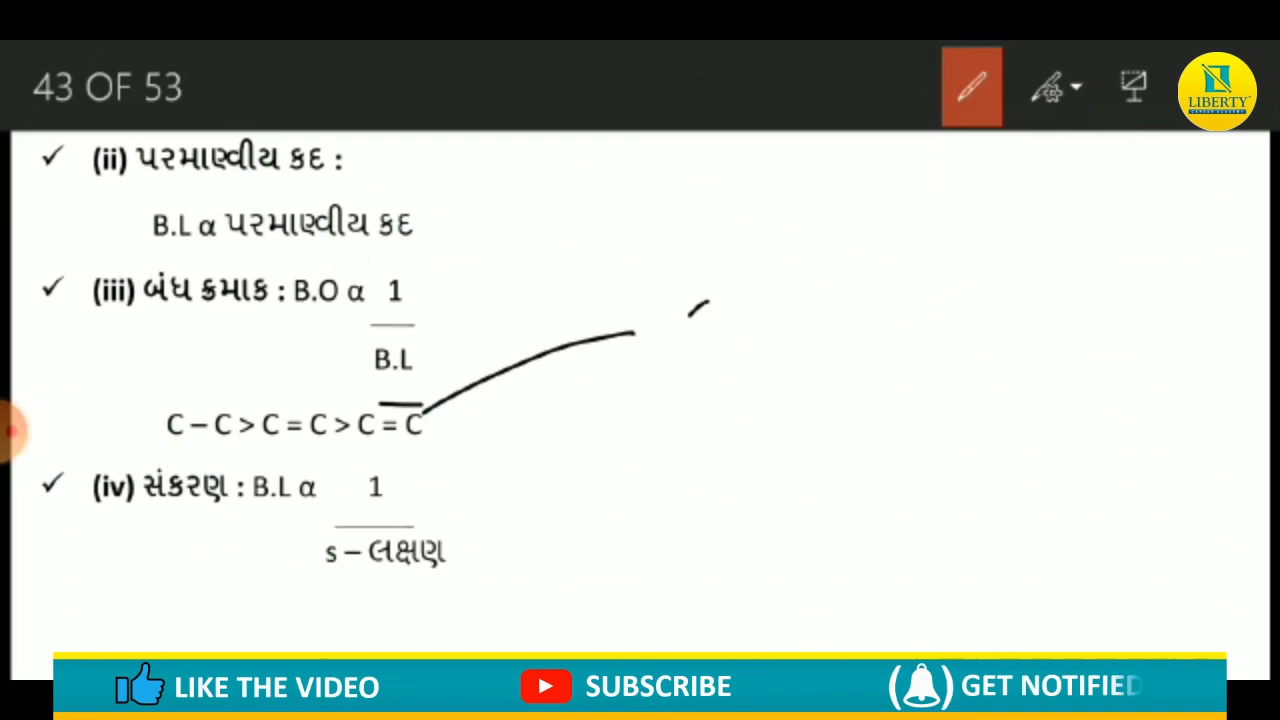 43 OF 53
LIBERTY
✓ (ii) પરમાણ્વીય કદ :
B.L α પરમાણ્વીય કદ
✓ (iii) બંધ ક્રમાક : B.O α 1
B.L
C – C > C = C > C = C
✓ (iv) સંકરણ : B.L α 1
s – લક્ષણ
LIKE THE VIDEO SUBSCRIBE GET NOTIFIED